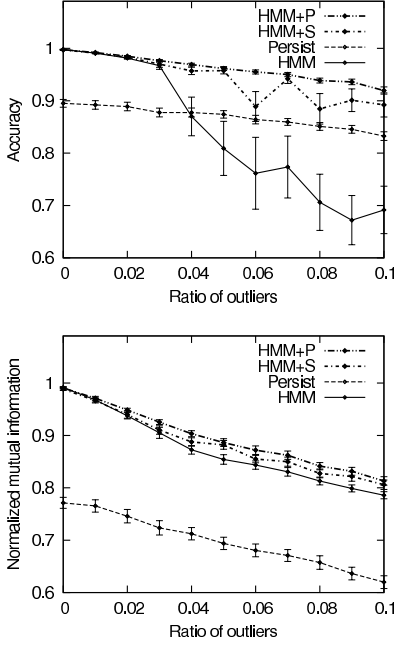 HMM+P
HMM+S
Persist
HMM
1
0.9
0.8
0.7
0.6
Accuracy
0 0.02 0.04 0.06 0.08 0.1
Ratio of outliers
HMM+P
HMM+S
Persist
HMM
1
0.9
0.8
0.7
0.6
Normalized mutual information
0 0.02 0.04 0.06 0.08 0.1
Ratio of outliers